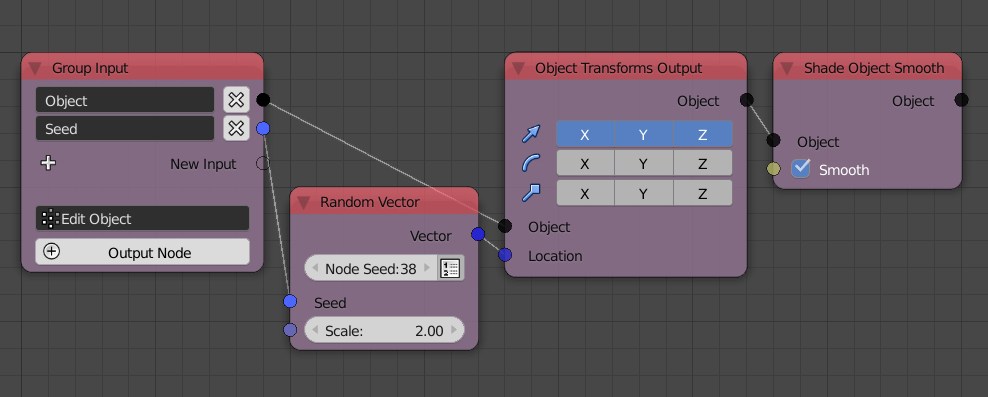 Group Input
Object
Seed
New Input
Edit Object
Output Node
Random Vector
Vector
Node Seed:38
Seed
Scale: 2.00
Object Transforms Output
Object
X Y Z
X Y Z
X Y Z
Object
Location
Shade Object Smooth
Object
Object
Smooth